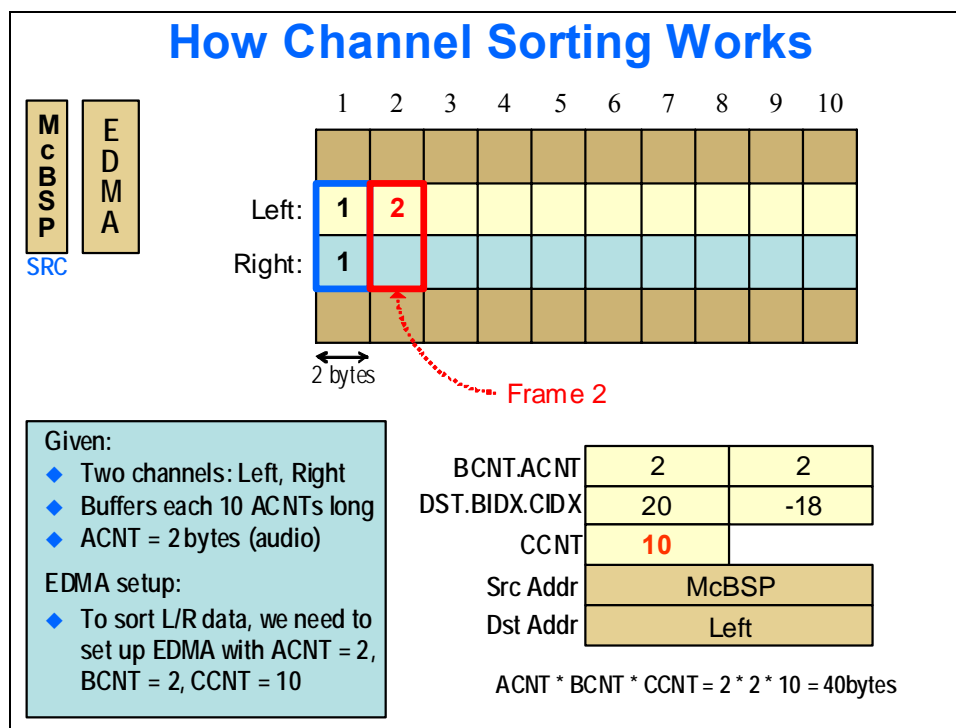 How Channel Sorting Works
McBSP
EDMA
SRC
1 2 3 4 5 6 7 8 9 10
Left: 1 2
Right: 1
2 bytes
Frame 2
Given:
◆ Two channels: Left, Right
◆ Buffers each 10 ACNTs long
◆ ACNT = 2 bytes (audio)
EDMA setup:
◆ To sort L/R data, we need to
set up EDMA with ACNT = 2,
BCNT = 2, CCNT = 10
BCNT.ACNT 2 2
DST.BIDX.CIDX 20 -18
CCNT 10
Src Addr McBSP
Dst Addr Left
ACNT * BCNT * CCNT = 2 * 2 * 10 = 40bytes